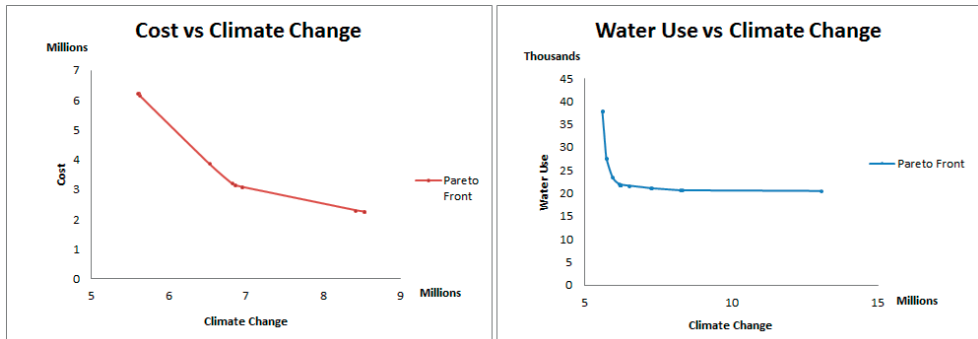 Cost vs Climate Change
Millions
7
6
5
4
3
2
1
0
Cost
5 6 7 8 9
Millions
Climate Change
Pareto
Front
Water Use vs Climate Change
Thousands
45
40
35
30
25
20
15
10
5
0
Water Use
5 10 15
Millions
Climate Change
Pareto Front